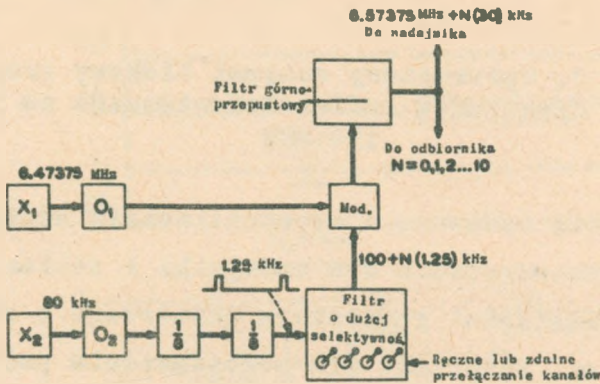 6.57375 MHz + N(30) kHz
Do nadajnika
Filtr górno-
przepustowy
Do odbiornika
N=0,1,2...10
6.47375 MHz
X₁
O₁
Mod.
100+N(1.25) kHz
1.25 kHz
80 kHz
X₂
O₂
1/8
1/8
Filtr
o dużej
selektywnoś.
Ręczne lub zdalne
przełączanie kanałów